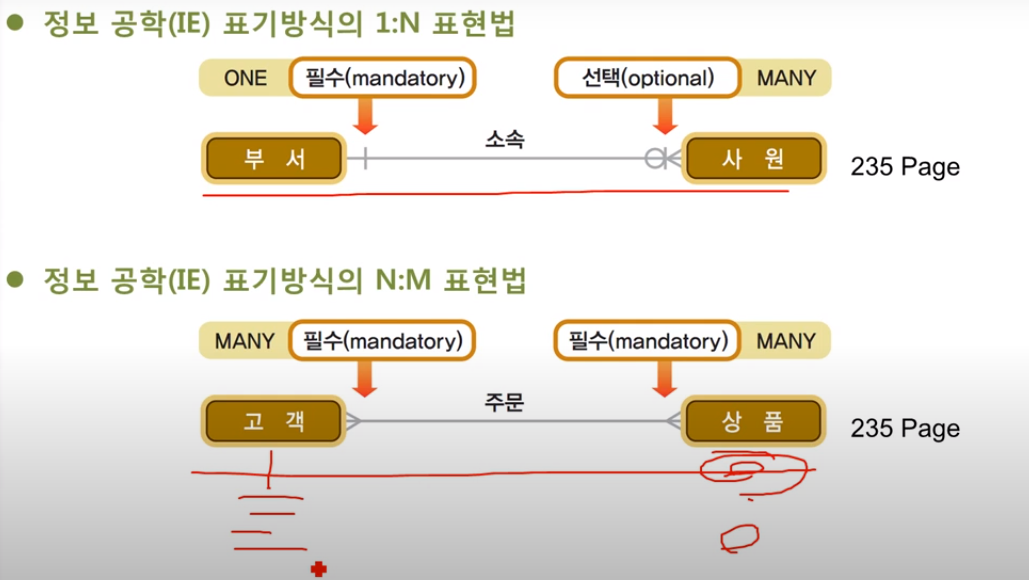 ● 정보 공학(IE) 표기방식의 1:N 표현법
ONE 필수(mandatory) 선택(optional) MANY
소속
부 서 사 원 235 Page
● 정보 공학(IE) 표기방식의 N:M 표현법
MANY 필수(mandatory) 필수(mandatory) MANY
주문
고 객 상 품 235 Page